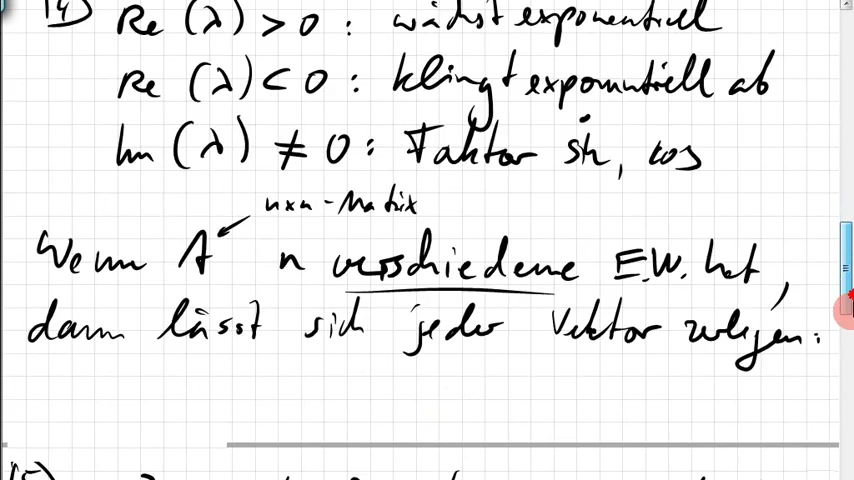 14) Re (λ) > 0 : wächst exponentiell
Re (λ) < 0 : klingt exponentiell ab
Im (λ) ≠ 0 : Faktor sin, cos
n×n-Matrix
Wenn A n verschiedene E.W. hat,
dann lässt sich jeder Vektor zerlegen:
15)